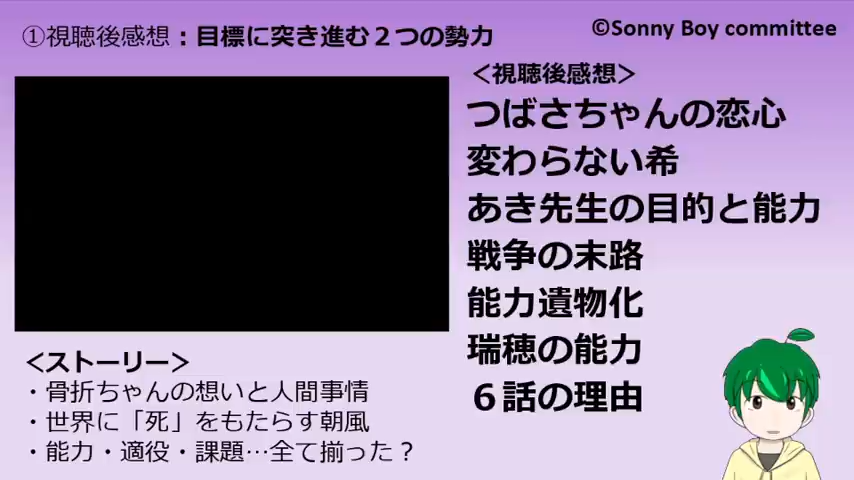 ①視聴後感想：目標に突き進む２つの勢力
©Sonny Boy committee
＜視聴後感想＞
つばさちゃんの恋心
変わらない希
あき先生の目的と能力
戦争の末路
能力遺物化
瑞穂の能力
６話の理由
＜ストーリー＞
・骨折ちゃんの想いと人間事情
・世界に「死」をもたらす朝風
・能力・適役・課題…全て揃った？